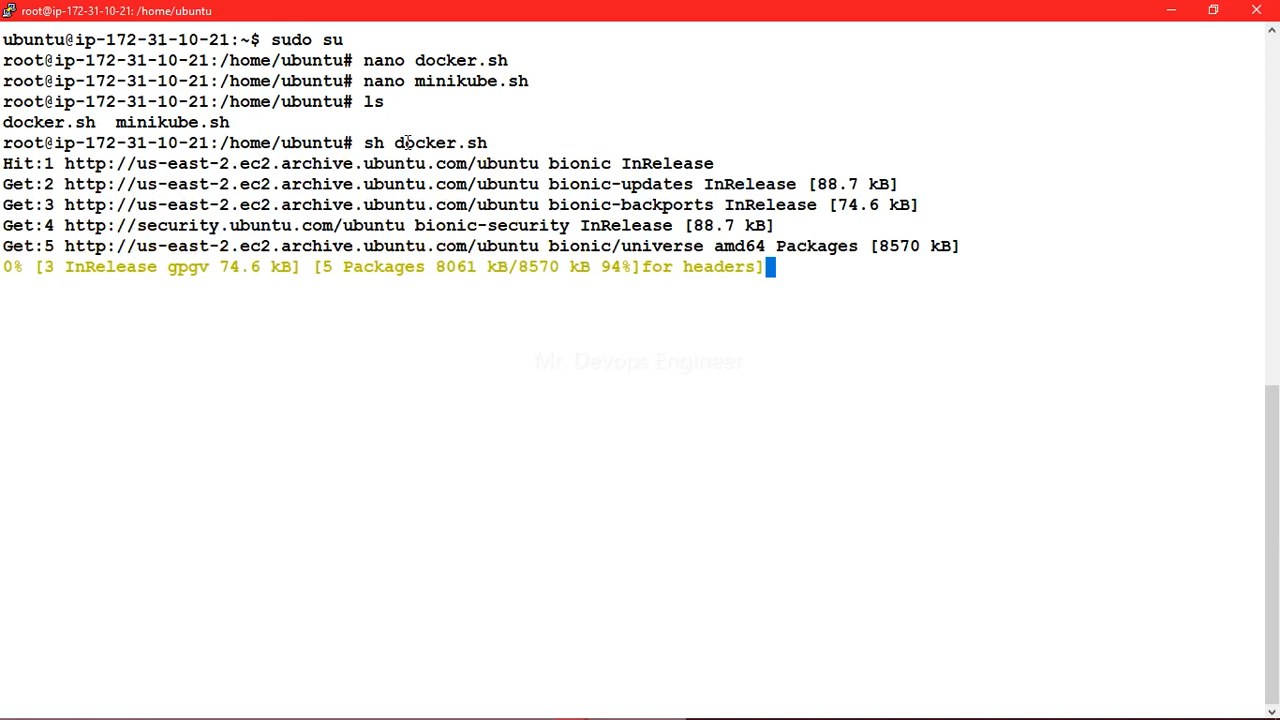 root@ip-172-31-10-21: /home/ubuntu
ubuntu@ip-172-31-10-21:~$ sudo su
root@ip-172-31-10-21:/home/ubuntu# nano docker.sh
root@ip-172-31-10-21:/home/ubuntu# nano minikube.sh
root@ip-172-31-10-21:/home/ubuntu# ls
docker.sh  minikube.sh
root@ip-172-31-10-21:/home/ubuntu# sh docker.sh
Hit:1 http://us-east-2.ec2.archive.ubuntu.com/ubuntu bionic InRelease
Get:2 http://us-east-2.ec2.archive.ubuntu.com/ubuntu bionic-updates InRelease [88.7 kB]
Get:3 http://us-east-2.ec2.archive.ubuntu.com/ubuntu bionic-backports InRelease [74.6 kB]
Get:4 http://security.ubuntu.com/ubuntu bionic-security InRelease [88.7 kB]
Get:5 http://us-east-2.ec2.archive.ubuntu.com/ubuntu bionic/universe amd64 Packages [8570 kB]
0% [3 InRelease gpgv 74.6 kB] [5 Packages 8061 kB/8570 kB 94%]for headers]
Mr. Devops Engineer